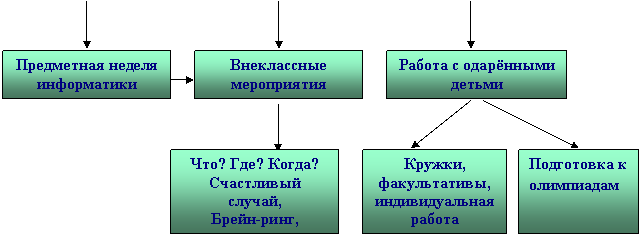 Предметная неделя
информатики
Внеклассные
мероприятия
Работа с одарёнными
детьми
Что? Где? Когда?
Счастливый
случай,
Брейн-ринг,
Кружки,
факультативы,
индивидуальная
работа
Подготовка к
олимпиадам